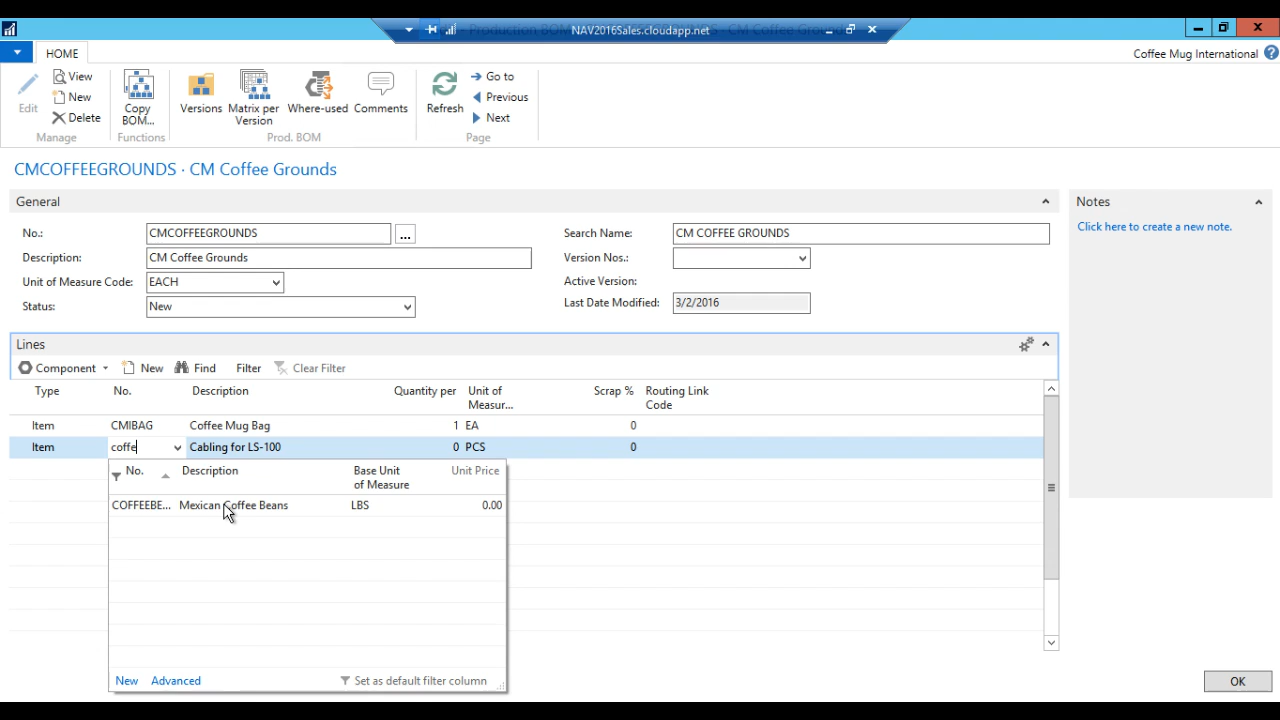 NAV2016Sales.cloudapp.net
HOME
Coffee Mug International
Edit
View
New
Delete
Manage
Copy BOM...
Functions
Versions
Matrix per Version
Where-used
Comments
Prod. BOM
Refresh
Go to
Previous
Next
Page
CMCOFFEEGROUNDS · CM Coffee Grounds
General
No.: CMCOFFEEGROUNDS ...
Description: CM Coffee Grounds
Unit of Measure Code: EACH
Status: New
Search Name: CM COFFEE GROUNDS
Version Nos.:
Active Version:
Last Date Modified: 3/2/2016
Notes
Click here to create a new note.
Lines
Component New Find Filter Clear Filter
Type No. Description Quantity per Unit of Measur... Scrap % Routing Link Code
Item CMIBAG Coffee Mug Bag 1 EA 0
Item coffe Cabling for LS-100 0 PCS 0
No. Description Base Unit of Measure Unit Price
COFFEEBE... Mexican Coffee Beans LBS 0.00
New Advanced Set as default filter column
OK